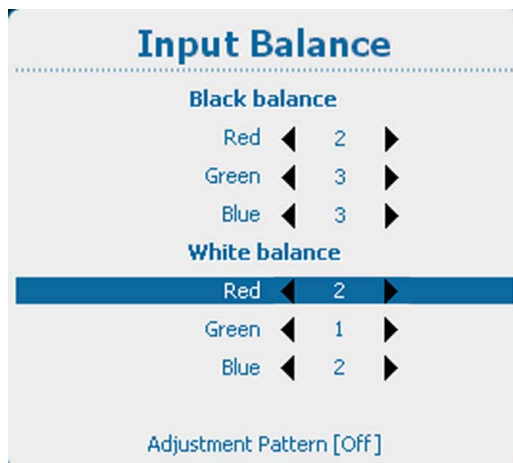 Input Balance
Black balance
Red 2
Green 3
Blue 3
White balance
Red 2
Green 1
Blue 2
Adjustment Pattern [Off]